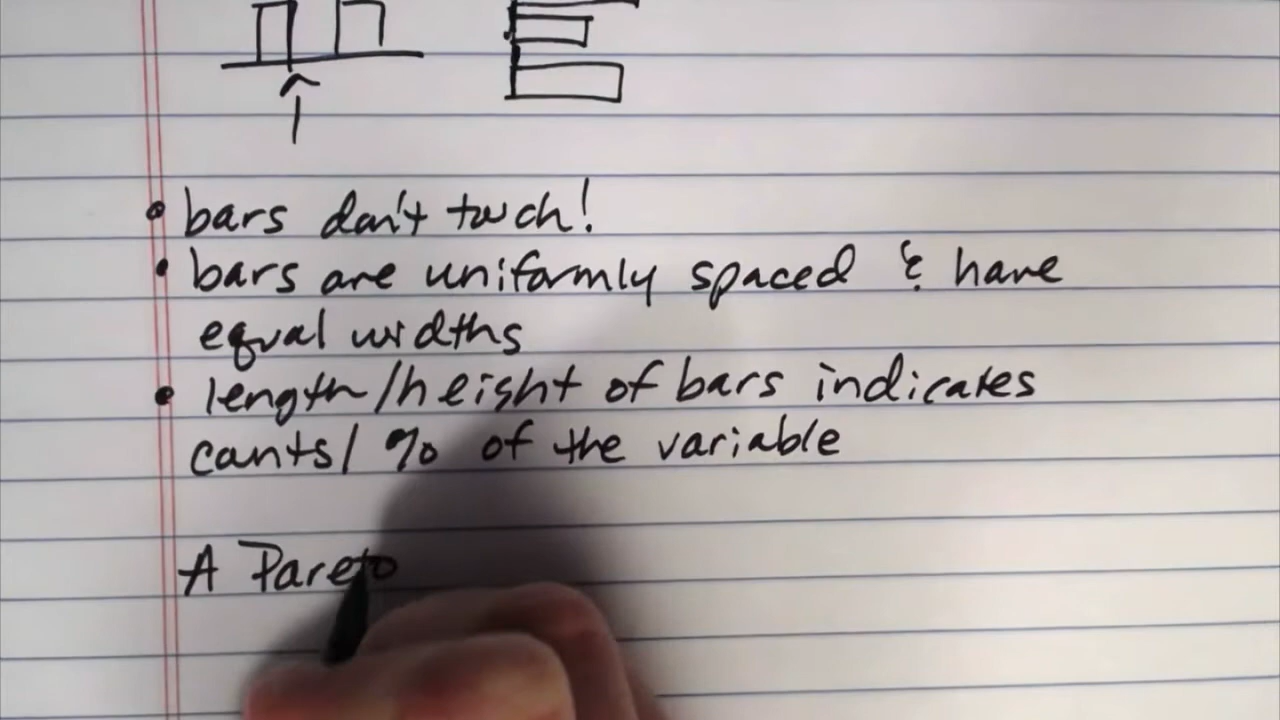 • bars don't touch!
• bars are uniformly spaced & have
equal widths
• length/height of bars indicates
counts/ % of the variable
A Pareto